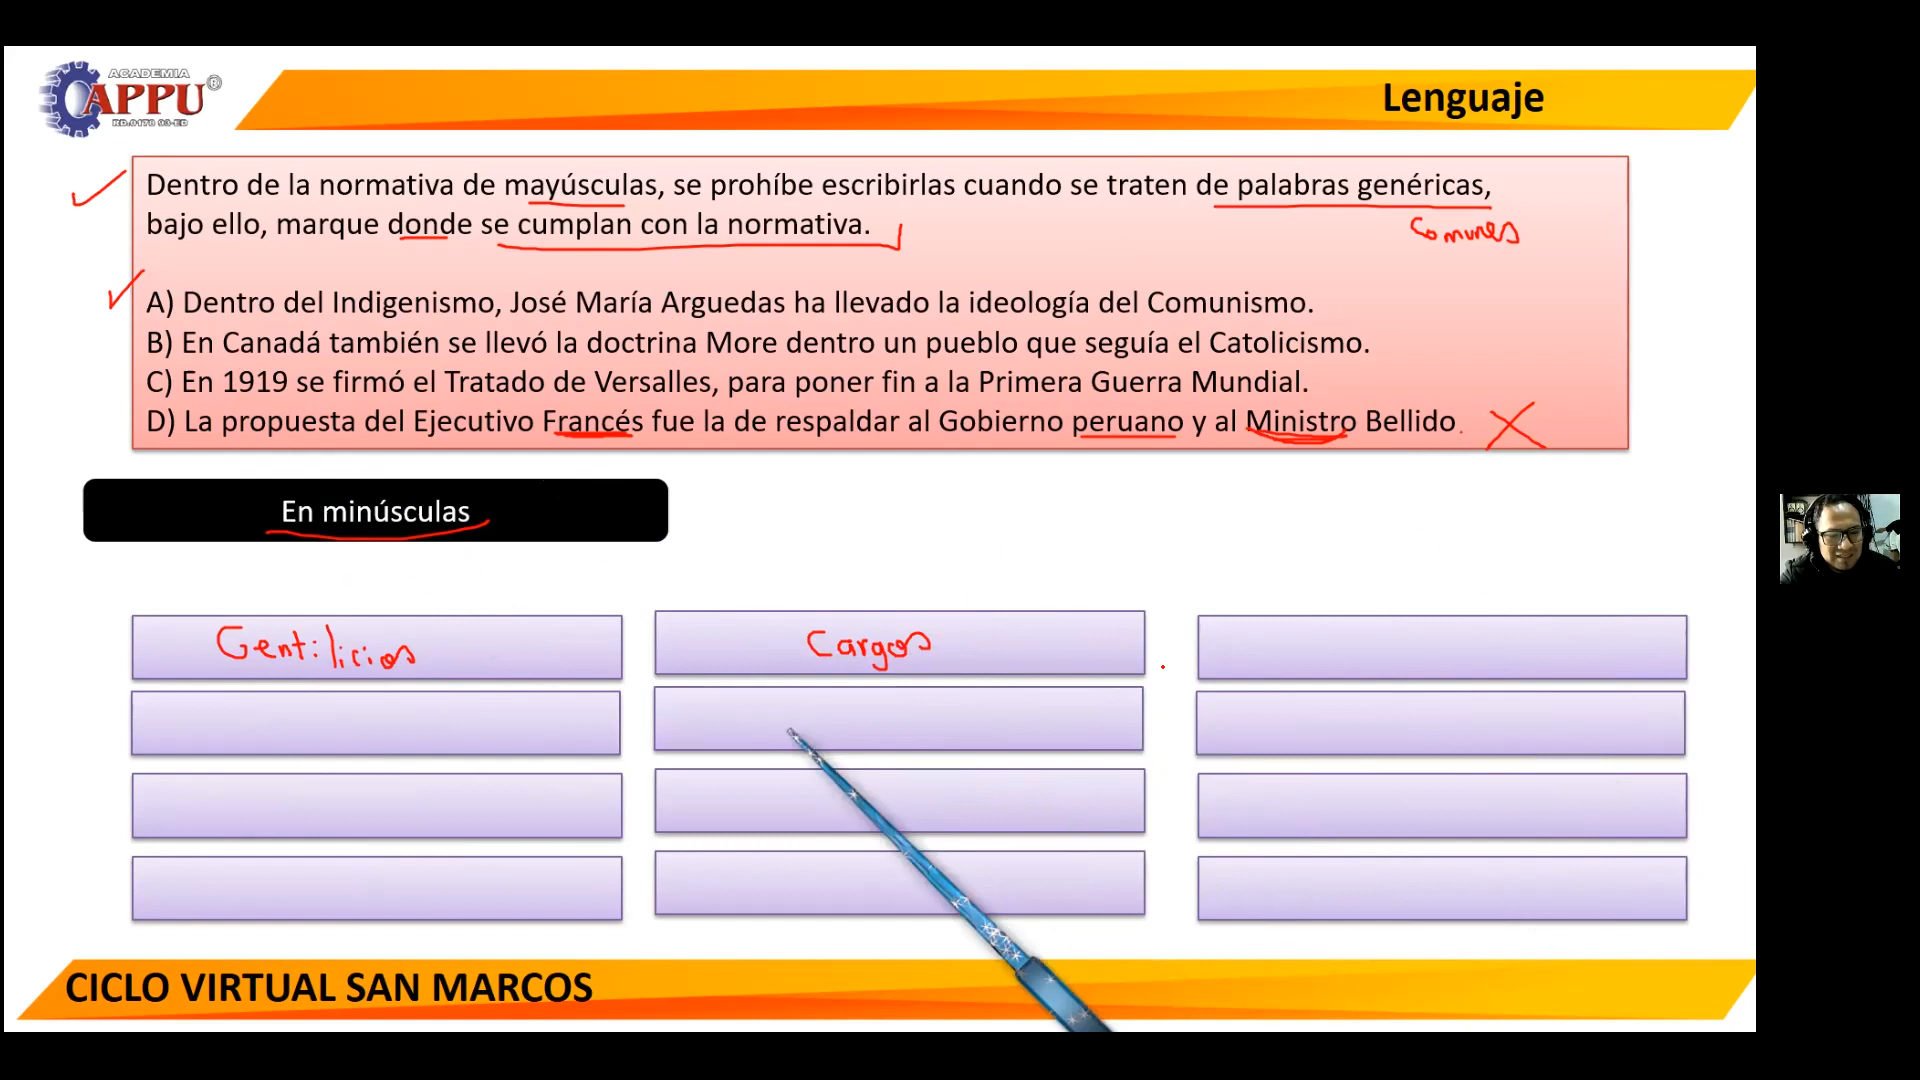 ACADEMIA
APPU®
RD.0170 93-ED
Lenguaje
Dentro de la normativa de mayúsculas, se prohíbe escribirlas cuando se traten de palabras genéricas,
bajo ello, marque donde se cumplan con la normativa.
Comunes
A) Dentro del Indigenismo, José María Arguedas ha llevado la ideología del Comunismo.
B) En Canadá también se llevó la doctrina More dentro un pueblo que seguía el Catolicismo.
C) En 1919 se firmó el Tratado de Versalles, para poner fin a la Primera Guerra Mundial.
D) La propuesta del Ejecutivo Francés fue la de respaldar al Gobierno peruano y al Ministro Bellido.
En minúsculas
Gentilicios
Cargos
CICLO VIRTUAL SAN MARCOS